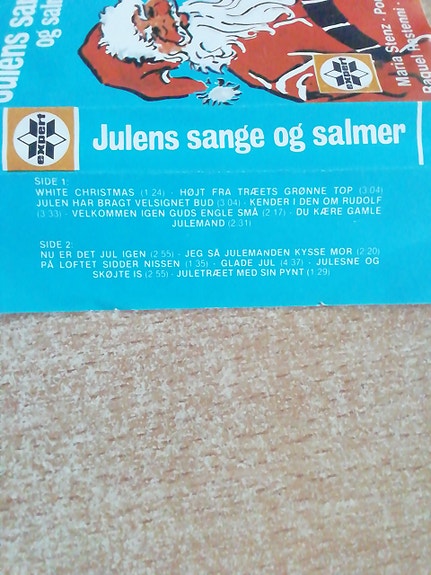 Julens san
og saln
Maria Stenz · Po
Raquel Rastenni ·
expert
expert
Julens sange og salmer
SIDE 1:
WHITE CHRISTMAS (1:24) · HØJT FRA TRÆETS GRØNNE TOP (3:04)
JULEN HAR BRAGT VELSIGNET BUD (3:04) · KENDER I DEN OM RUDOLF
(3:33) · VELKOMMEN IGEN GUDS ENGLE SMÅ (2:17) · DU KÆRE GAMLE
JULEMAND (2:31)
SIDE 2:
NU ER DET JUL IGEN (2:55) · JEG SÅ JULEMANDEN KYSSE MOR (2:20)
PÅ LOFTET SIDDER NISSEN (1:35) · GLADE JUL (4:37) · JULESNE OG
SKØJTE IS (2:55) · JULETRÆET MED SIN PYNT (1:29)